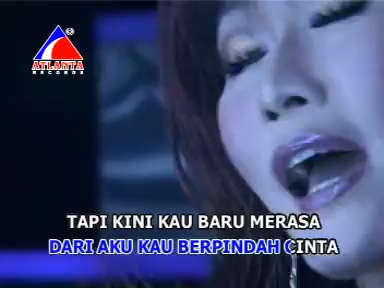 ATLANTA
RECORDS
TAPI KINI KAU BARU MERASA
DARI AKU KAU BERPINDAH CINTA